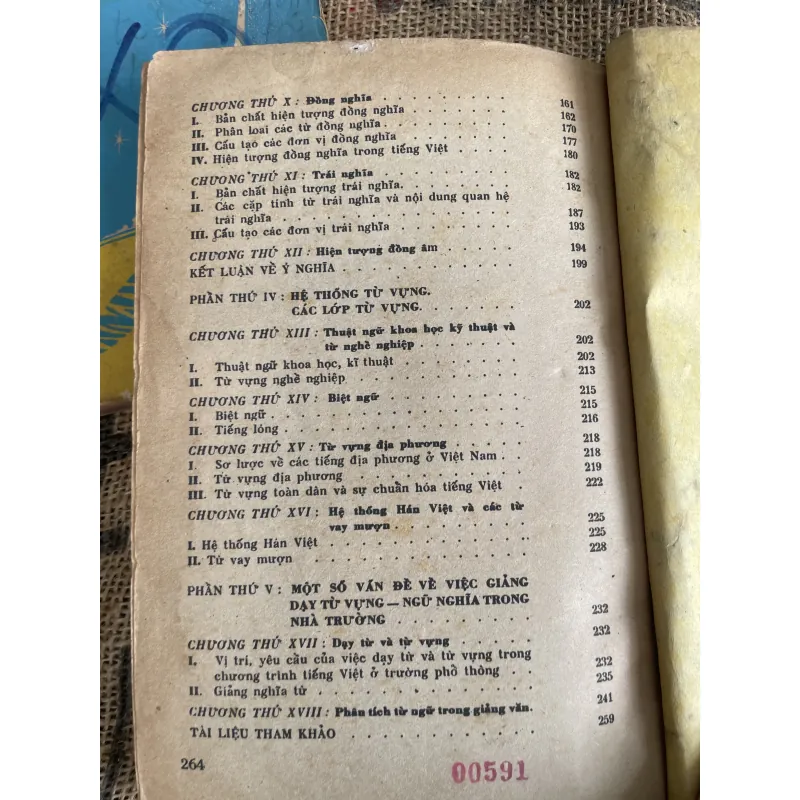 CHƯƠNG THỨ X : Đồng nghĩa . . . . . . . . . 161
I. Bản chất hiện tượng đồng nghĩa . . . . . . . 162
II. Phân loai các từ đồng nghĩa . . . . . . . . 170
III. Cấu tạo các đơn vị đồng nghĩa . . . . . . . 177
IV. Hiện tượng đồng nghĩa trong tiếng Việt . . . . . 180
CHƯƠNG THỨ XI : Trái nghĩa . . . . . . . . . 182
I. Bản chất hiện tượng trái nghĩa. . . . . . . . 182
II. Các cặp tính từ trái nghĩa và nội dung quan hệ
trái nghĩa . . . . . . . . . . . . 187
III. Cấu tạo các đơn vị trái nghĩa . . . . . . . 193
CHƯƠNG THỨ XII : Hiện tượng đồng âm . . . . . 194
KẾT LUẬN VỀ Ý NGHĨA . . . . . . . . . . 199
PHẦN THỨ IV : HỆ THỐNG TỪ VỰNG.
CÁC LỚP TỪ VỰNG. . . . . . 202
CHƯƠNG THỨ XIII : Thuật ngữ khoa học kỹ thuật và
từ nghề nghiệp . . . . . . . 202
I. Thuật ngữ khoa học, kĩ thuật . . . . . . . 202
II. Từ vựng nghề nghiệp . . . . . . . . . 213
CHƯƠNG THỨ XIV : Biệt ngữ . . . . . . . . 215
I. Biệt ngữ . . . . . . . . . . . . 215
II. Tiếng lóng . . . . . . . . . . . 216
CHƯƠNG THỨ XV : Từ vựng địa phương . . . . . 218
I. Sơ lược về các tiếng địa phương ở Việt Nam . . . 218
II. Từ vựng địa phương . . . . . . . . . 219
III. Từ vựng toàn dân và sự chuẩn hóa tiếng Việt . . . 222
CHƯƠNG THỨ XVI : Hệ thống Hán Việt và các từ
vay mượn . . . . . . . . 225
I. Hệ thống Hán Việt . . . . . . . . . . 225
II. Từ vay mượn . . . . . . . . . . . 228
PHẦN THỨ V : MỘT SỐ VẤN ĐỀ VỀ VIỆC GIẢNG
DẠY TỪ VỰNG — NGỮ NGHĨA TRONG
NHÀ TRƯỜNG . . . . . . . . 232
CHƯƠNG THỨ XVII : Dạy từ và từ vựng . . . . . 232
I. Vị trí, yêu cầu của việc dạy từ và từ vựng trong
chương trình tiếng Việt ở trường phổ thông . . 232
II. Giảng nghĩa từ . . . . . . . . . . 235
CHƯƠNG THỨ XVIII : Phân tích từ ngữ trong giảng văn. 241
TÀI LIỆU THAM KHẢO . . . . . . . . . . 259
264
00591